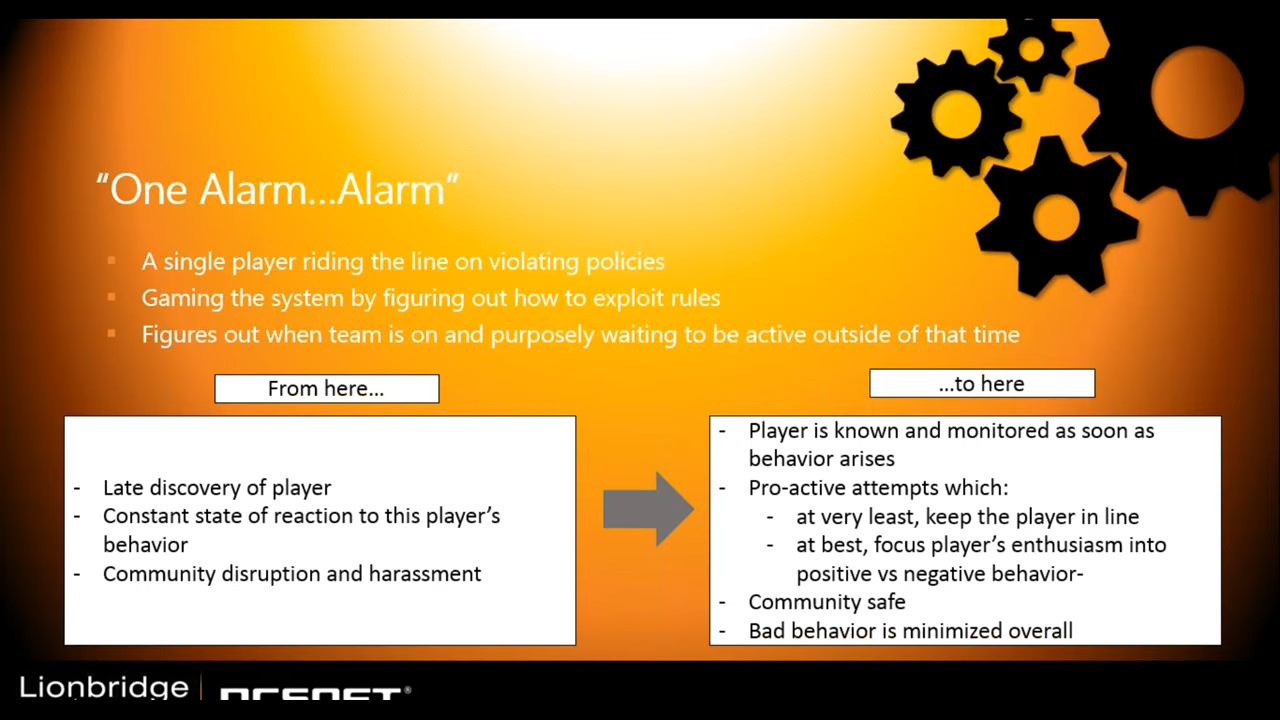 “One Alarm...Alarm”
▪ A single player riding the line on violating policies
▪ Gaming the system by figuring out how to exploit rules
▪ Figures out when team is on and purposely waiting to be active outside of that time
From here...
...to here
- Late discovery of player
- Constant state of reaction to this player’s
behavior
- Community disruption and harassment
- Player is known and monitored as soon as
behavior arises
- Pro-active attempts which:
- at very least, keep the player in line
- at best, focus player’s enthusiasm into
positive vs negative behavior-
- Community safe
- Bad behavior is minimized overall
Lionbridge